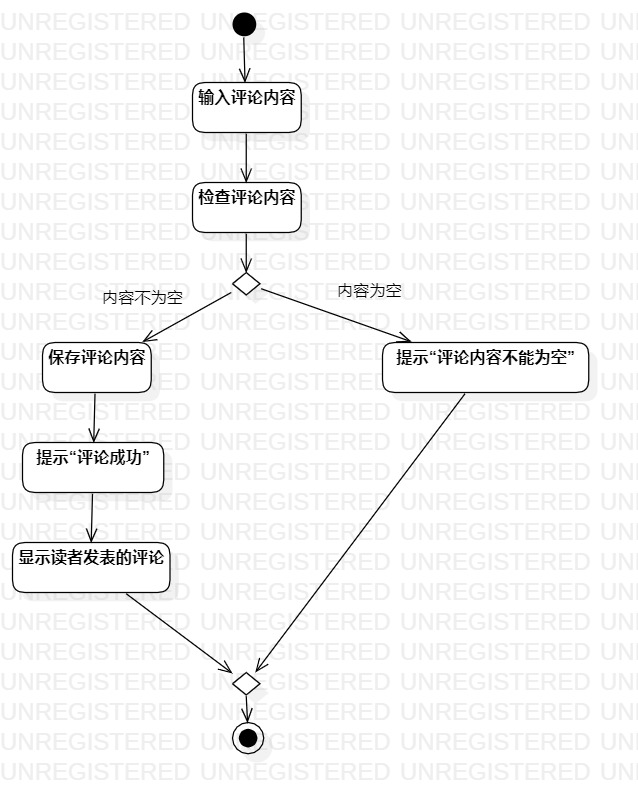 输入评论内容
检查评论内容
内容不为空
内容为空
保存评论内容
提示“评论内容不能为空”
提示“评论成功”
显示读者发表的评论
UNREGISTERED